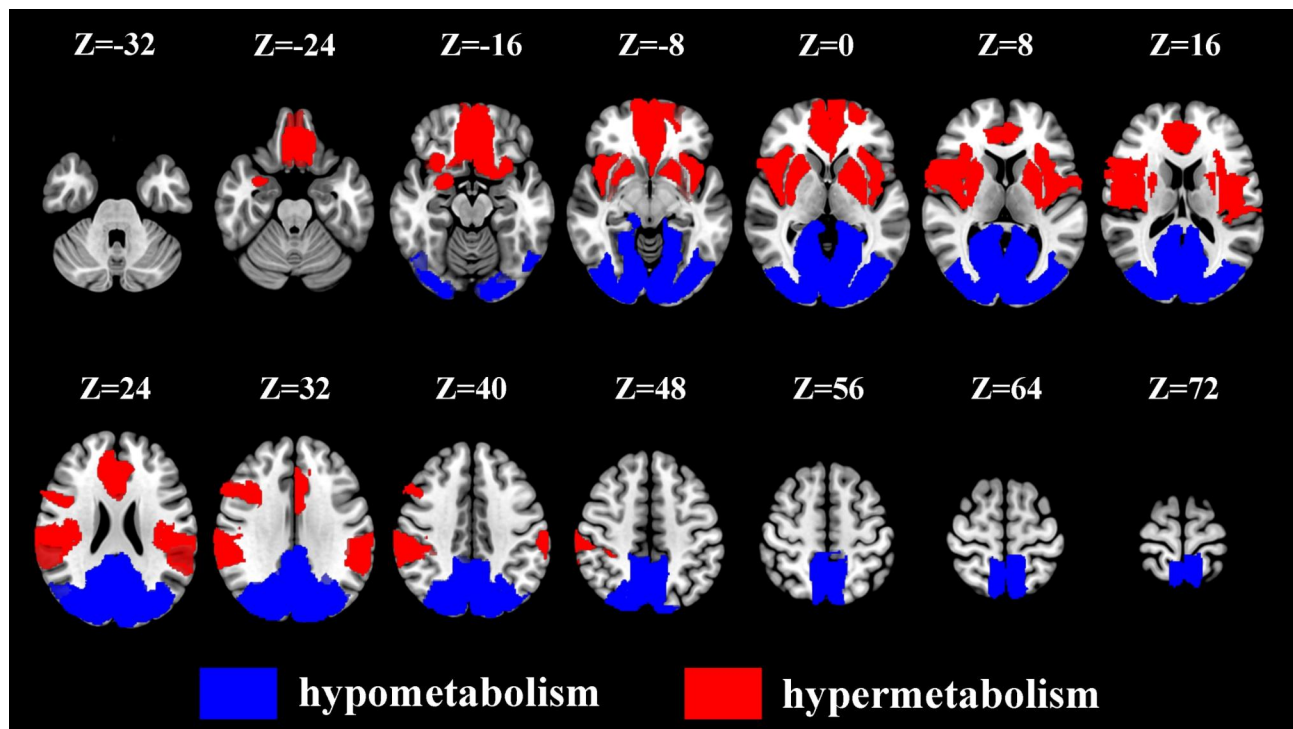 Z=-32 Z=-24 Z=-16 Z=-8 Z=0 Z=8 Z=16
Z=24 Z=32 Z=40 Z=48 Z=56 Z=64 Z=72
hypometabolism hypermetabolism